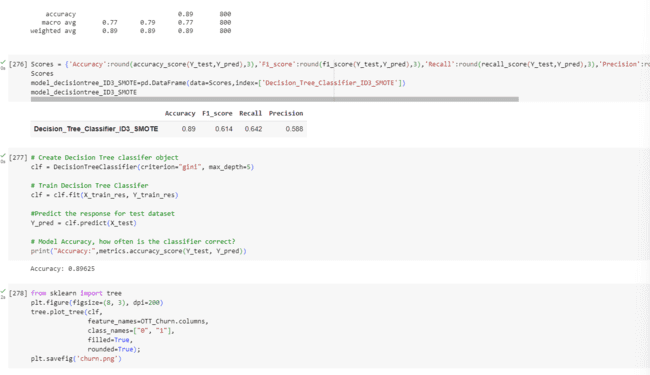 accuracy 0.89 800
macro avg 0.77 0.79 0.77 800
weighted avg 0.89 0.89 0.89 800
[276] Scores = {'Accuracy':round(accuracy_score(Y_test,Y_pred),3),'F1_score':round(f1_score(Y_test,Y_pred),3),'Recall':round(recall_score(Y_test,Y_pred),3),'Precision':ro
Scores
model_decisiontree_ID3_SMOTE=pd.DataFrame(data=Scores,index=['Decision_Tree_Classifier_ID3_SMOTE'])
model_decisiontree_ID3_SMOTE
Accuracy F1_score Recall Precision
Decision_Tree_Classifier_ID3_SMOTE 0.89 0.614 0.642 0.588
[277] # Create Decision Tree classifer object
clf = DecisionTreeClassifier(criterion="gini", max_depth=5)
# Train Decision Tree Classifer
clf = clf.fit(X_train_res, Y_train_res)
#Predict the response for test dataset
Y_pred = clf.predict(X_test)
# Model Accuracy, how often is the classifier correct?
print("Accuracy:",metrics.accuracy_score(Y_test, Y_pred))
Accuracy: 0.89625
[278] from sklearn import tree
plt.figure(figsize=(8, 3), dpi=200)
tree.plot_tree(clf,
feature_names=OTT_Churn.columns,
class_names=["0", "1"],
filled=True,
rounded=True);
plt.savefig('churn.png')